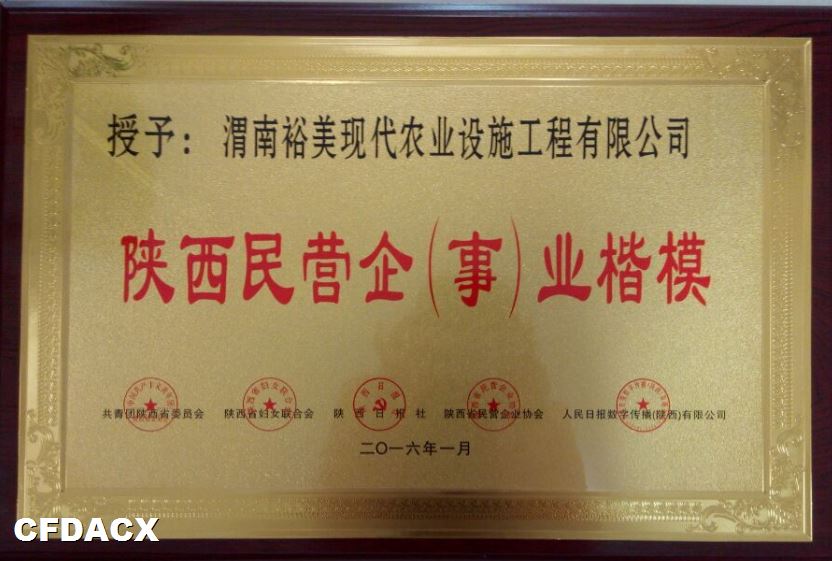 授予：渭南裕美现代农业设施工程有限公司
陕西民营企(事)业楷模
共青团陕西省委员会 陕西省妇女联合会 陕西日报社 陕西省民营企业协会 人民日报数字传播(陕西)有限公司
二〇一六年一月
CFDACX